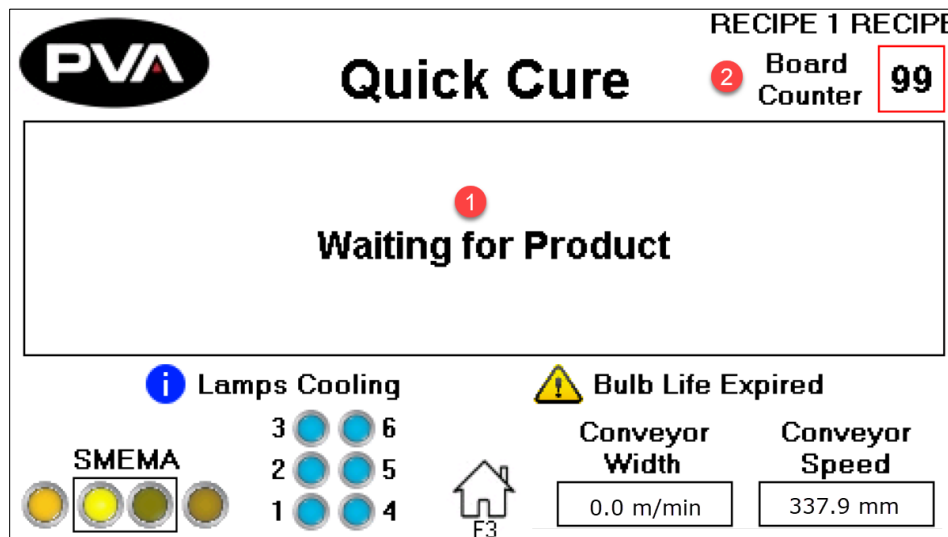 RECIPE 1 RECIPE
PVA
Quick Cure
2
Board
Counter
99
1
Waiting for Product
i Lamps Cooling
! Bulb Life Expired
3 6
2 5
1 4
SMEMA
F3
Conveyor
Width
0.0 m/min
Conveyor
Speed
337.9 mm